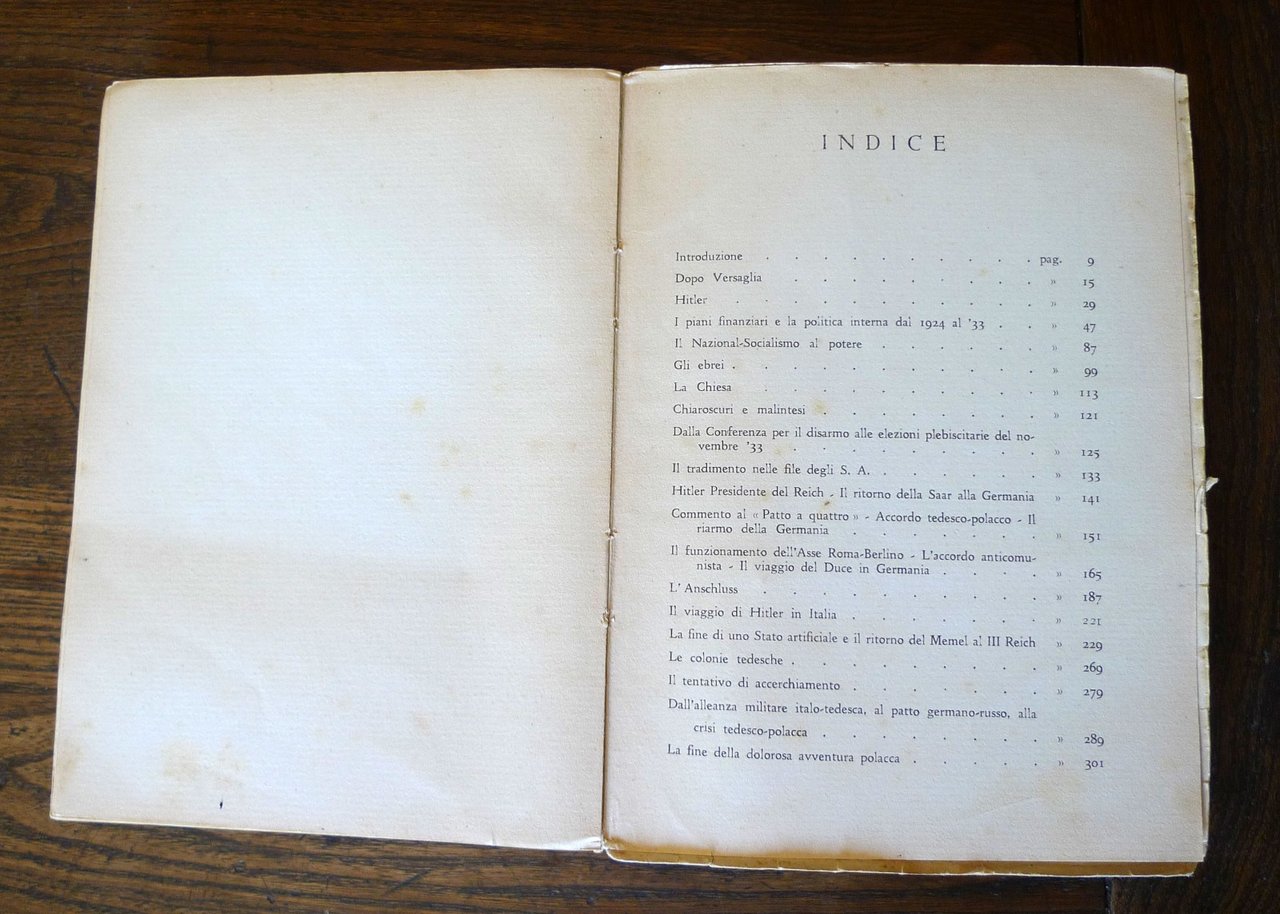 INDICE
Introduzione . . . . . . . . . . pag. 9
Dopo Versaglia . . . . . . . . . » 15
Hitler . . . . . . . . . . . » 29
I piani finanziari e la politica interna dal 1924 al '33 . . » 47
Il Nazional-Socialismo al potere . . . . . . » 87
Gli ebrei . . . . . . . . . . . » 99
La Chiesa . . . . . . . . . . » 113
Chiaroscuri e malintesi . . . . . . . . » 121
Dalla Conferenza per il disarmo alle elezioni plebiscitarie del no-
vembre '33 . . . . . . . . . » 125
Il tradimento nelle file degli S. A. . . . . . . » 133
Hitler Presidente del Reich - Il ritorno della Saar alla Germania » 141
Commento al « Patto a quattro » - Accordo tedesco-polacco - Il
riarmo della Germania . . . . . . . » 151
Il funzionamento dell'Asse Roma-Berlino - L'accordo anticomu-
nista - Il viaggio del Duce in Germania . . . . » 165
L'Anschluss . . . . . . . . . . » 187
Il viaggio di Hitler in Italia . . . . . . . » 221
La fine di uno Stato artificiale e il ritorno del Memel al III Reich » 229
Le colonie tedesche . . . . . . . . . » 269
Il tentativo di accerchiamento . . . . . . . » 279
Dall'alleanza militare italo-tedesca, al patto germano-russo, alla
crisi tedesco-polacca . . . . . . . . » 289
La fine della dolorosa avventura polacca . . . . . » 301